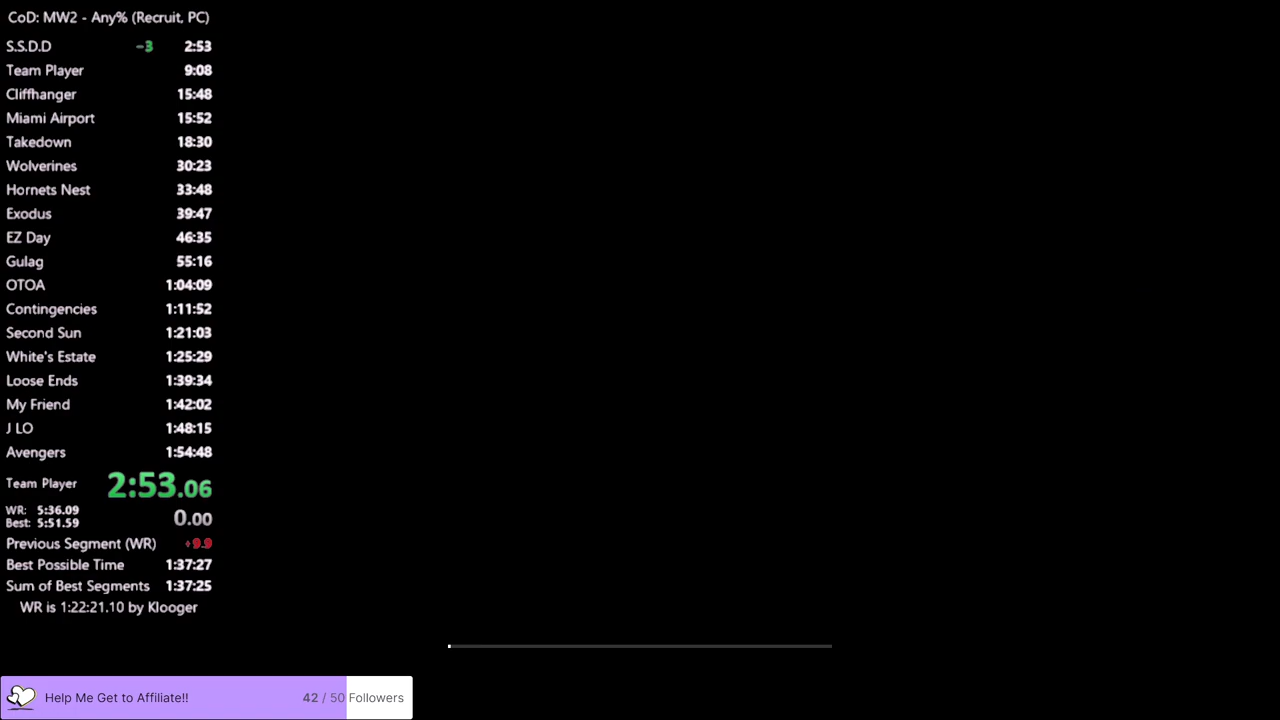 CoD: MW2 - Any% (Recruit, PC)
S.S.D.D -3 2:53
Team Player 9:08
Cliffhanger 15:48
Miami Airport 15:52
Takedown 18:30
Wolverines 30:23
Hornets Nest 33:48
Exodus 39:47
EZ Day 46:35
Gulag 55:16
OTOA 1:04:09
Contingencies 1:11:52
Second Sun 1:21:03
White's Estate 1:25:29
Loose Ends 1:39:34
My Friend 1:42:02
J LO 1:48:15
Avengers 1:54:48
Team Player 2:53.06
WR: 5:36.09
Best: 5:51.59 0.00
Previous Segment (WR) +9.9
Best Possible Time 1:37:27
Sum of Best Segments 1:37:25
WR is 1:22:21.10 by Klooger
Help Me Get to Affiliate!! 42 / 50 Followers